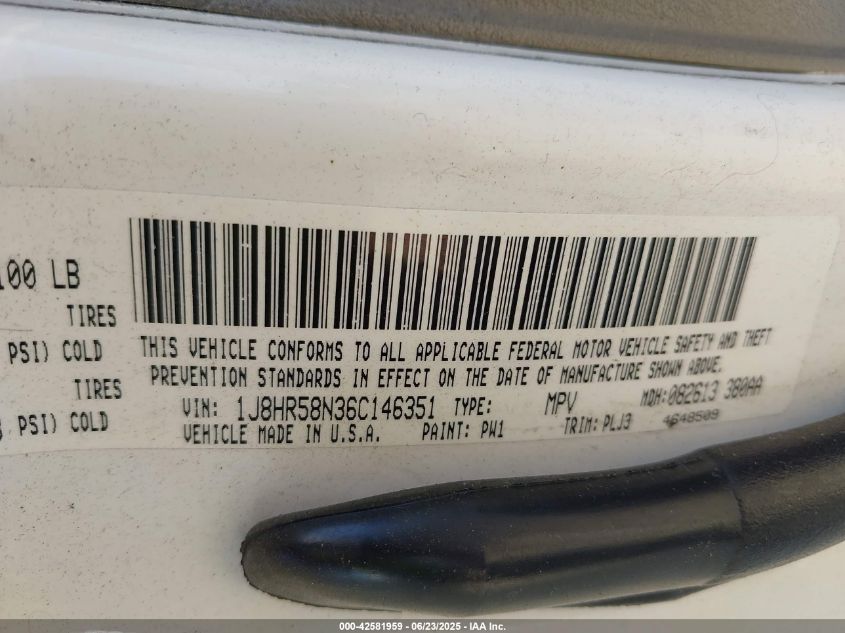 100 LB
TIRES
PSI) COLD
TIRES
PSI) COLD
THIS VEHICLE CONFORMS TO ALL APPLICABLE FEDERAL MOTOR VEHICLE SAFETY AND THEFT
PREVENTION STANDARDS IN EFFECT ON THE DATE OF MANUFACTURE SHOWN ABOVE.
VIN: 1J8HR58N36C146351 TYPE: MPV MDH: 082613 380AA
VEHICLE MADE IN U.S.A. PAINT: PW1 TRIM: PLJ3 4648509
000-42581959 - 06/23/2025 - IAA Inc.